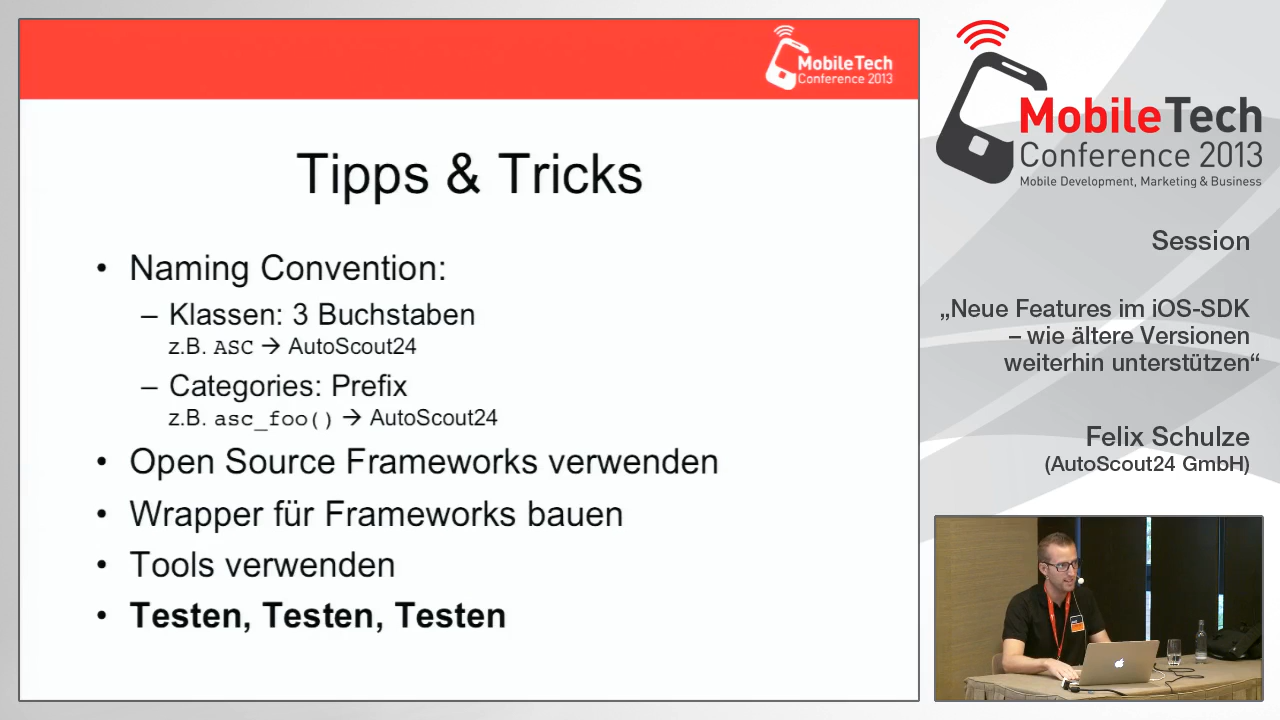 MobileTech
Conference 2013
Tipps & Tricks
• Naming Convention:
– Klassen: 3 Buchstaben
z.B. ASC → AutoScout24
– Categories: Prefix
z.B. asc_foo() → AutoScout24
• Open Source Frameworks verwenden
• Wrapper für Frameworks bauen
• Tools verwenden
• Testen, Testen, Testen
MobileTech
Conference 2013
Mobile Development, Marketing & Business
Session
„Neue Features im iOS-SDK
– wie ältere Versionen
weiterhin unterstützen“
Felix Schulze
(AutoScout24 GmbH)